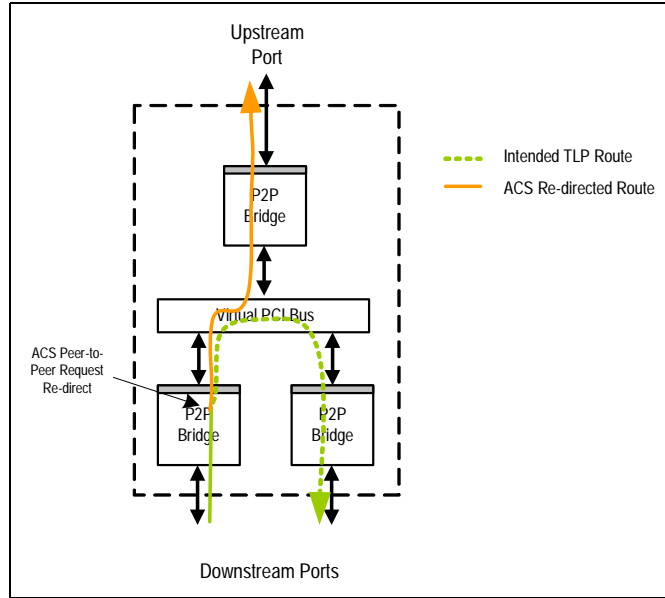 Upstream
Port
Intended TLP Route
ACS Re-directed Route
P2P
Bridge
Virtual PCI Bus
ACS Peer-to-
Peer Request
Re-direct
P2P
Bridge
P2P
Bridge
Downstream Ports